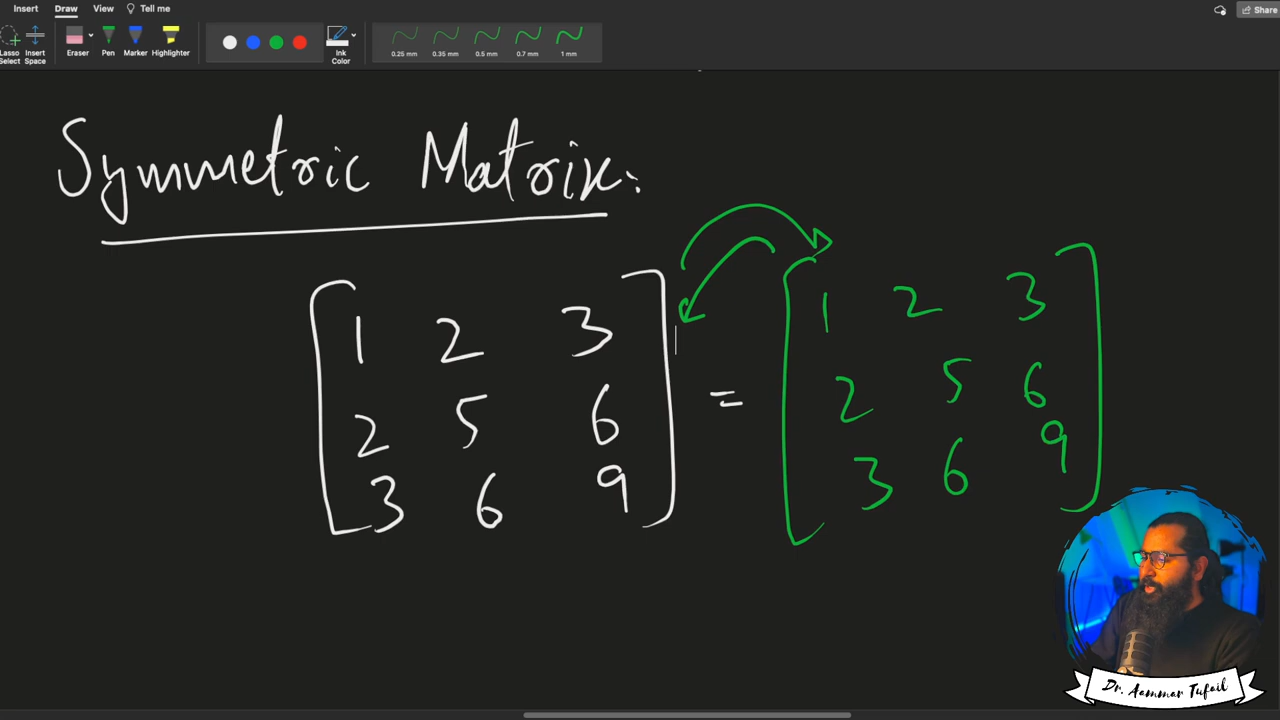 Insert Draw View Tell me Share
Lasso Select Insert Space Eraser Pen Marker Highlighter Ink Color 0.25 mm 0.35 mm 0.5 mm 0.7 mm 1 mm
Symmetric Matrix:
1 2 3 1 2 3
2 5 6 = 2 5 6
3 6 9 3 6 9
Dr. Aammar Tufail